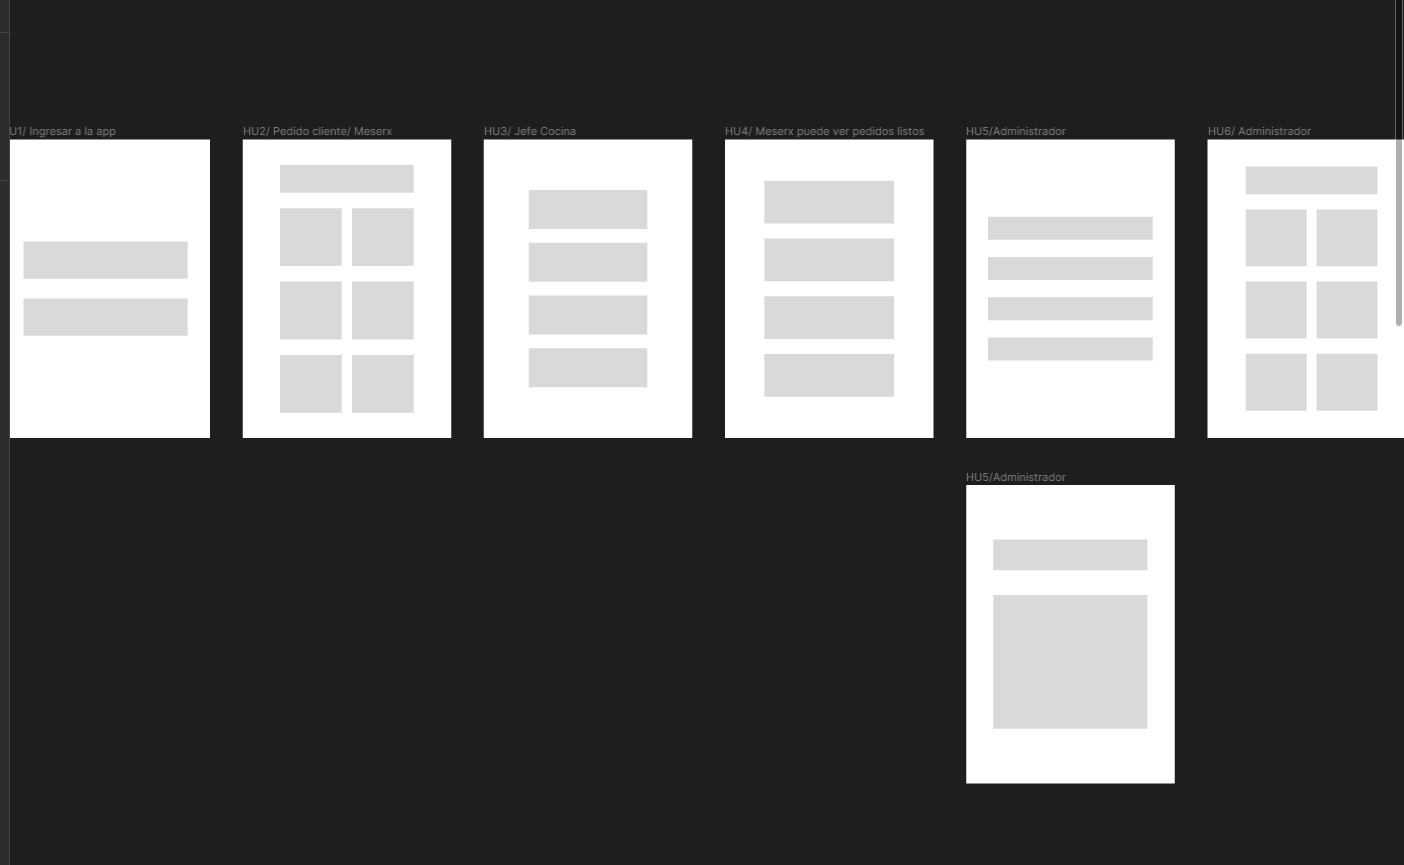 U1/ Ingresar a la app
HU2/ Pedido cliente/ Meserx
HU3/ Jefe Cocina
HU4/ Meserx puede ver pedidos listos
HU5/Administrador
HU6/ Administrador
HU5/Administrador